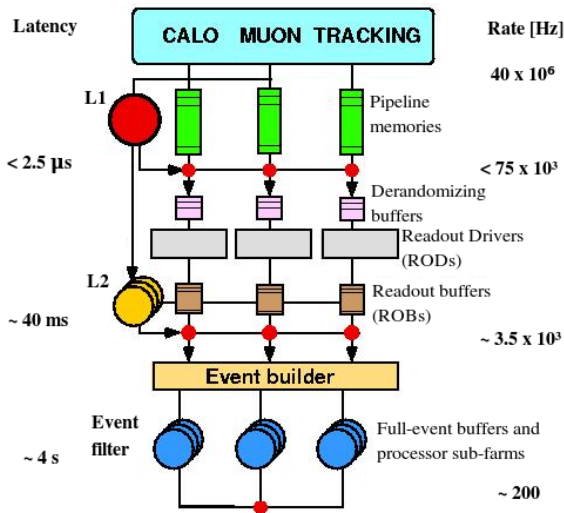 Latency
CALO MUON TRACKING
Rate [Hz]
40 x 10⁶
L1
Pipeline
memories
< 2.5 µs
< 75 x 10³
Derandomizing
buffers
Readout Drivers
(RODs)
L2
Readout buffers
(ROBs)
~ 40 ms
~ 3.5 x 10³
Event builder
Event
filter
Full-event buffers and
processor sub-farms
~ 4 s
~ 200